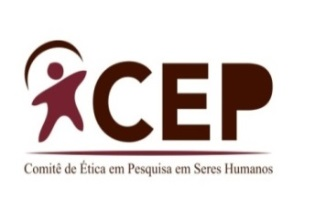 CEP
Comitê de Ética em Pesquisa em Seres Humanos